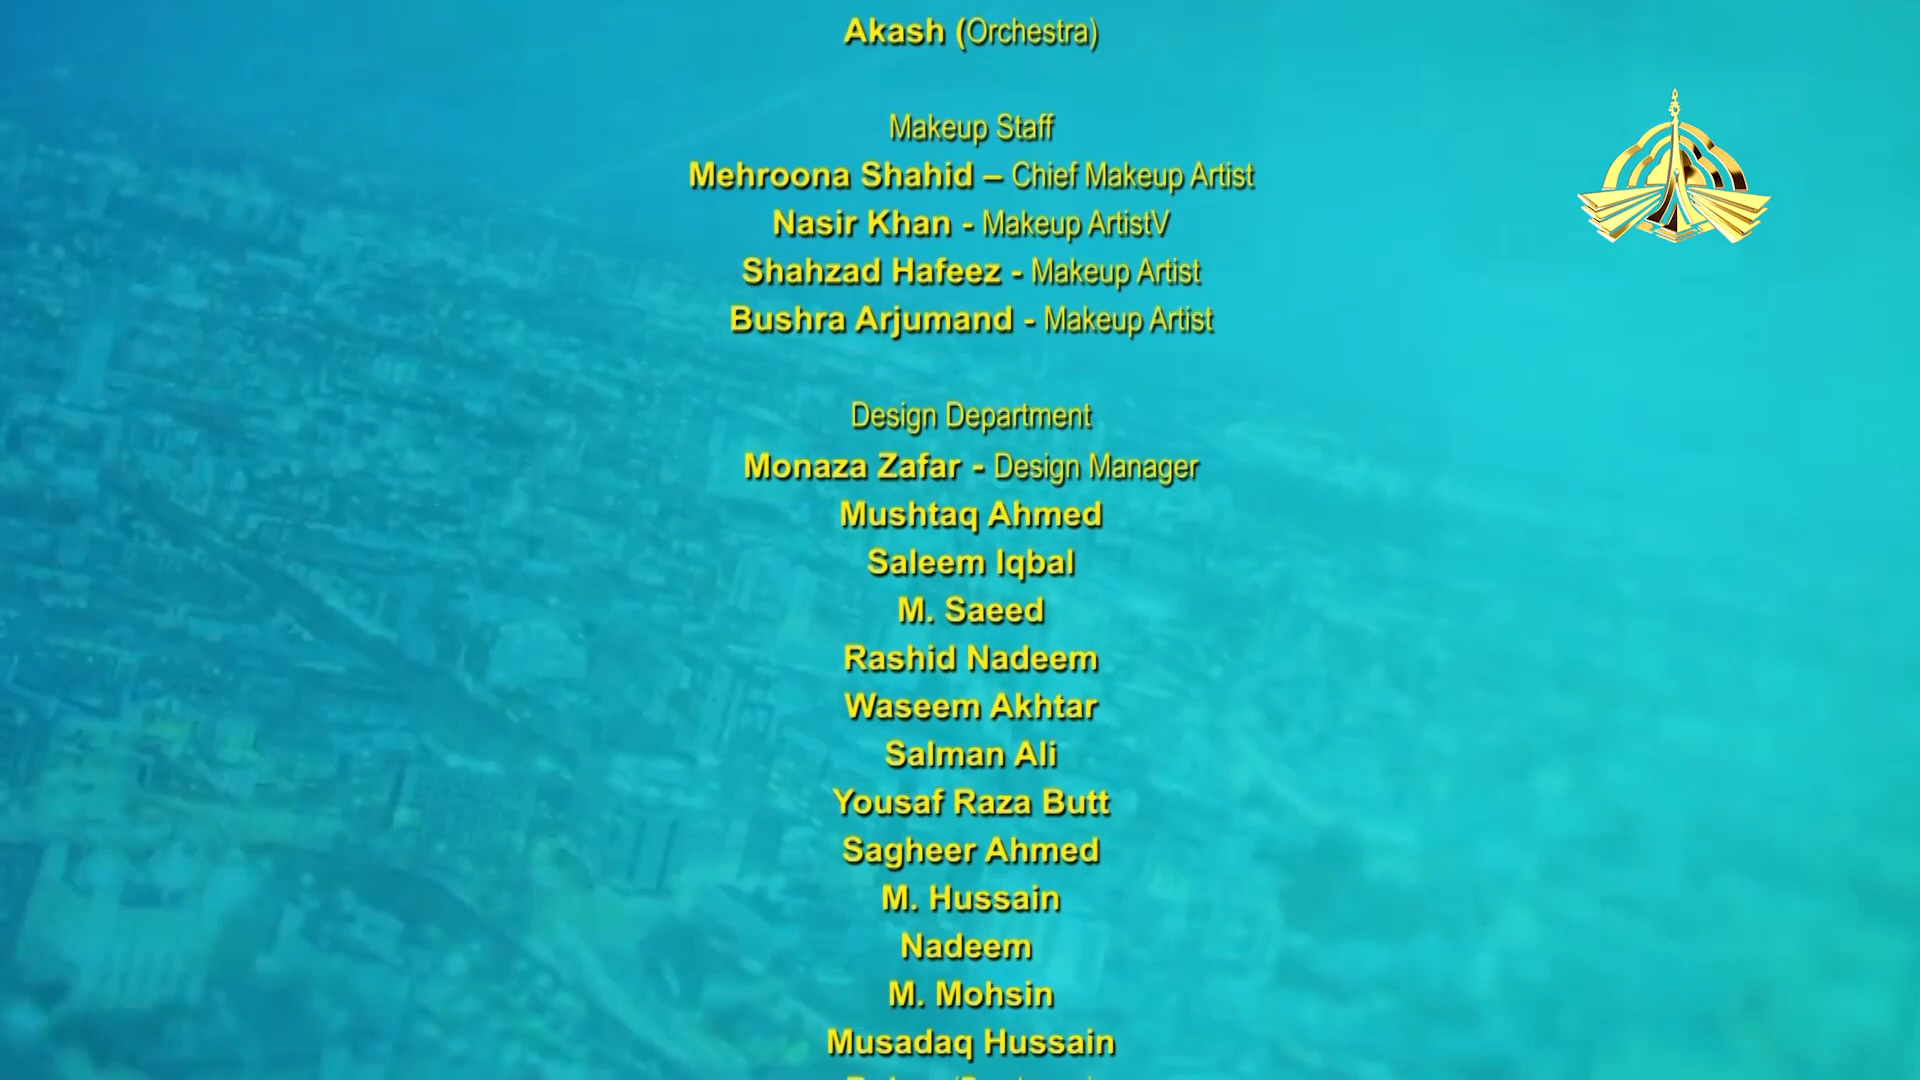 Akash (Orchestra)
Makeup Staff
Mehroona Shahid – Chief Makeup Artist
Nasir Khan - Makeup ArtistV
Shahzad Hafeez - Makeup Artist
Bushra Arjumand - Makeup Artist
Design Department
Monaza Zafar - Design Manager
Mushtaq Ahmed
Saleem Iqbal
M. Saeed
Rashid Nadeem
Waseem Akhtar
Salman Ali
Yousaf Raza Butt
Sagheer Ahmed
M. Hussain
Nadeem
M. Mohsin
Musadaq Hussain